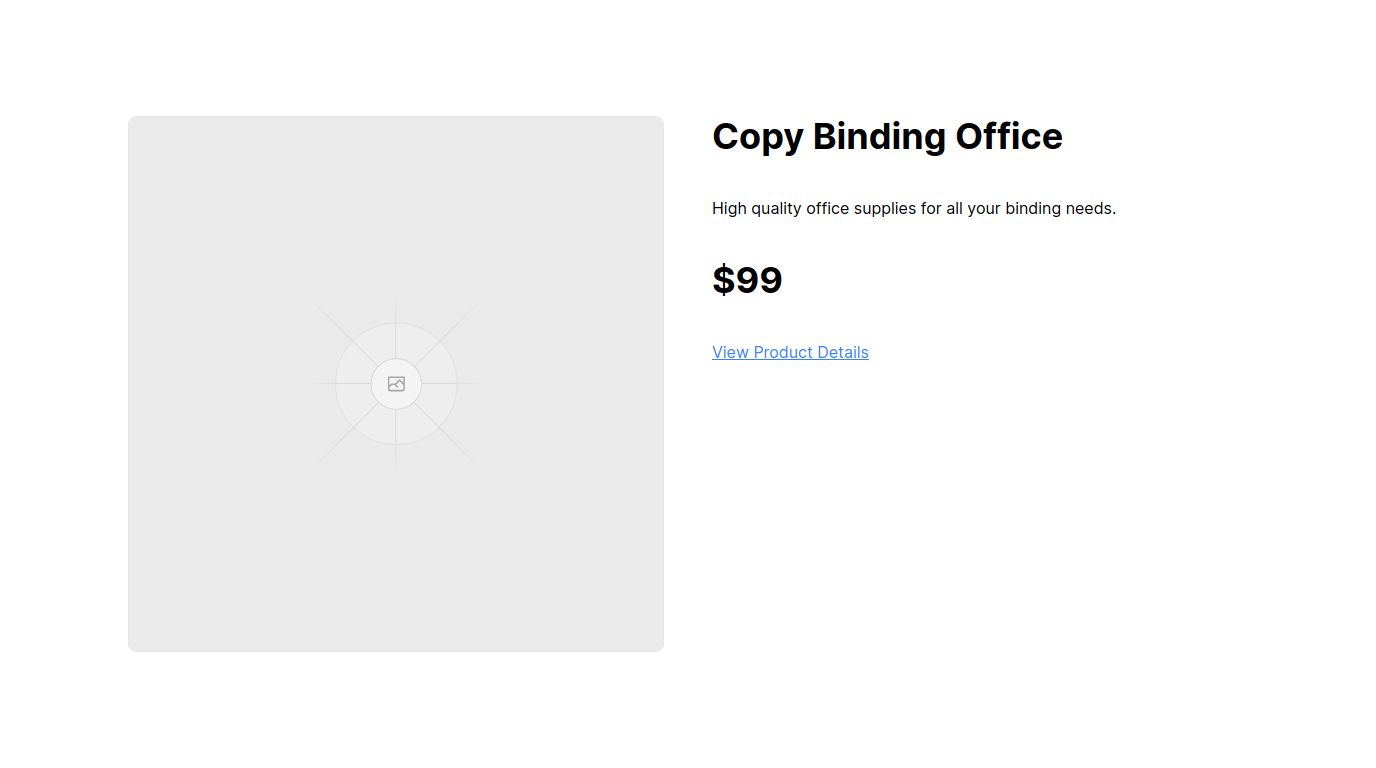 Copy Binding Office
High quality office supplies for all your binding needs.
$99
View Product Details